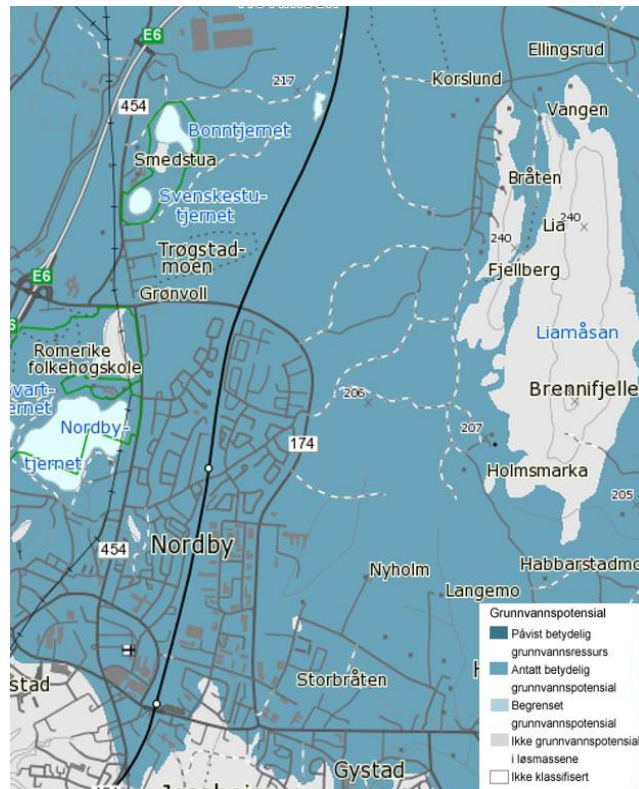 Ellingsrud
E6
217
Korslund
454
Vangen
Bonntjernet
Smedstua
Bråten
Svenskestu-
tjernet
240
Lia
Trøgstad-
moen
240
Fjellberg
E6
Grønvoll
Liamåsan
Romerike
folkehøgskole
Brennifjelle
206
Nordby-
tjernet
207
174
Holmsmarka
205
454
Nordby
Habbarstadmo
Nyholm
Langemo
Grunnvannspotensial
Påvist betydelig
grunnvannsressurs
Antatt betydelig
grunnvannspotensial
Begrenset
grunnvannspotensial
Ikke grunnvannspotensial
i løsmassene
Ikke klassifisert
Storbråten
stad
Gystad